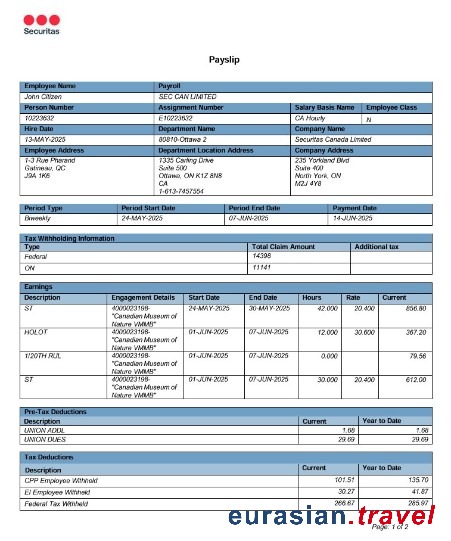 Securitas
Payslip
Employee Name Payroll
John Citizen SEC CAN LIMITED
Person Number Assignment Number Salary Basis Name Employee Class
10223632 E10223632 CA Hourly N
Hire Date Department Name Company Name
13-MAY-2025 80810-Ottawa 2 Securitas Canada Limited
Employee Address Department Location Address Company Address
1-3 Rue Pharand 1335 Carling Drive 235 Yorkland Blvd
Gatineau, QC Suite 500 Suite 400
J9A 1K6 Ottawa, ON K1Z 8N8 North York, ON
CA M2J 4Y8
1-613-7457554
Period Type Period Start Date Period End Date Payment Date
Biweekly 24-MAY-2025 07-JUN-2025 14-JUN-2025
Tax Withholding Information
Type Total Claim Amount Additional tax
Federal 14398
ON 11141
Earnings
Description Engagement Details Start Date End Date Hours Rate Current
ST 4000023198- 24-MAY-2025 30-MAY-2025 42.000 20.400 856.80
"Canadian Museum of
Nature VMMB"
HOLOT 4000023198- 01-JUN-2025 07-JUN-2025 12.000 30.600 367.20
"Canadian Museum of
Nature VMMB"
1/20TH RUL 4000023198- 01-JUN-2025 07-JUN-2025 0.000 79.56
"Canadian Museum of
Nature VMMB"
ST 4000023198- 01-JUN-2025 07-JUN-2025 30.000 20.400 612.00
"Canadian Museum of
Nature VMMB"
Pre-Tax Deductions
Description Current Year to Date
UNION ADDL 1.68 1.68
UNION DUES 29.69 29.69
Tax Deductions
Description Current Year to Date
CPP Employee Withheld 101.51 135.70
EI Employee Withheld 30.27 41.87
Federal Tax Withheld 266.67 285.97
eurasian.travel
Page: 1 of 2